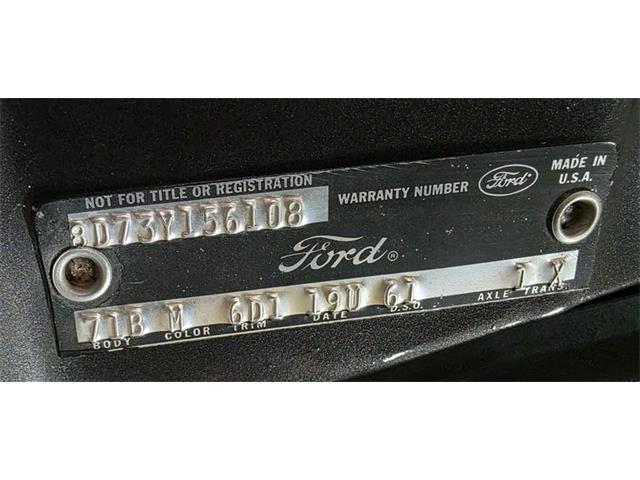 MADE IN
U.S.A.
Ford
WARRANTY NUMBER
NOT FOR TITLE OR REGISTRATION
8D73Y156108
Ford®
71B M 6D1 19U 61 1 X
BODY COLOR TRIM DATE D.S.O. AXLE TRANS.